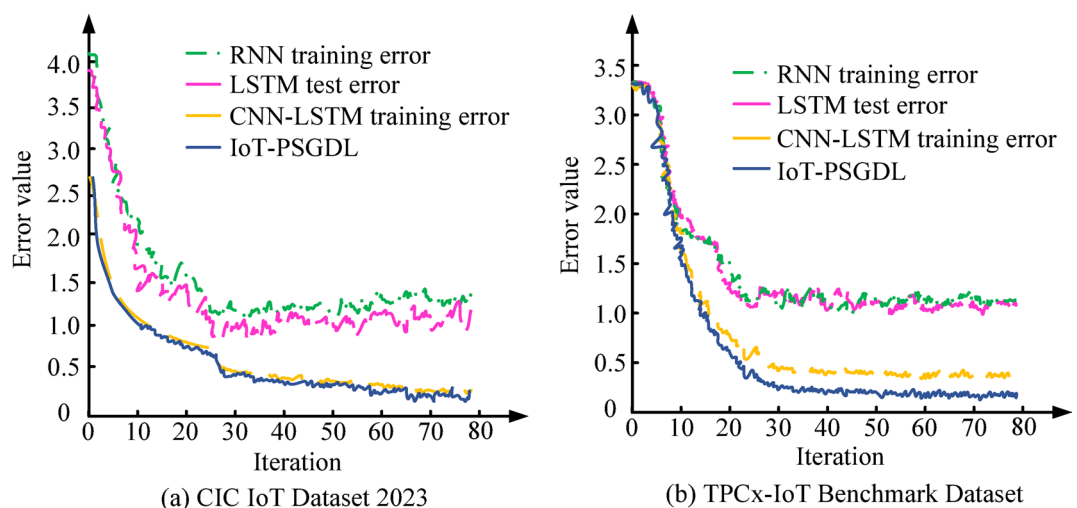 RNN training error
LSTM test error
CNN-LSTM training error
IoT-PSGDL
Error value
4.0
3.5
3.0
2.5
2.0
1.5
1.0
0.5
0
0 10 20 30 40 50 60 70 80
Iteration
(a) CIC IoT Dataset 2023
RNN training error
LSTM test error
CNN-LSTM training error
IoT-PSGDL
Error value
3.5
3.0
2.5
2.0
1.5
1.0
0.5
0
0 10 20 30 40 50 60 70 80
Iteration
(b) TPCx-IoT Benchmark Dataset